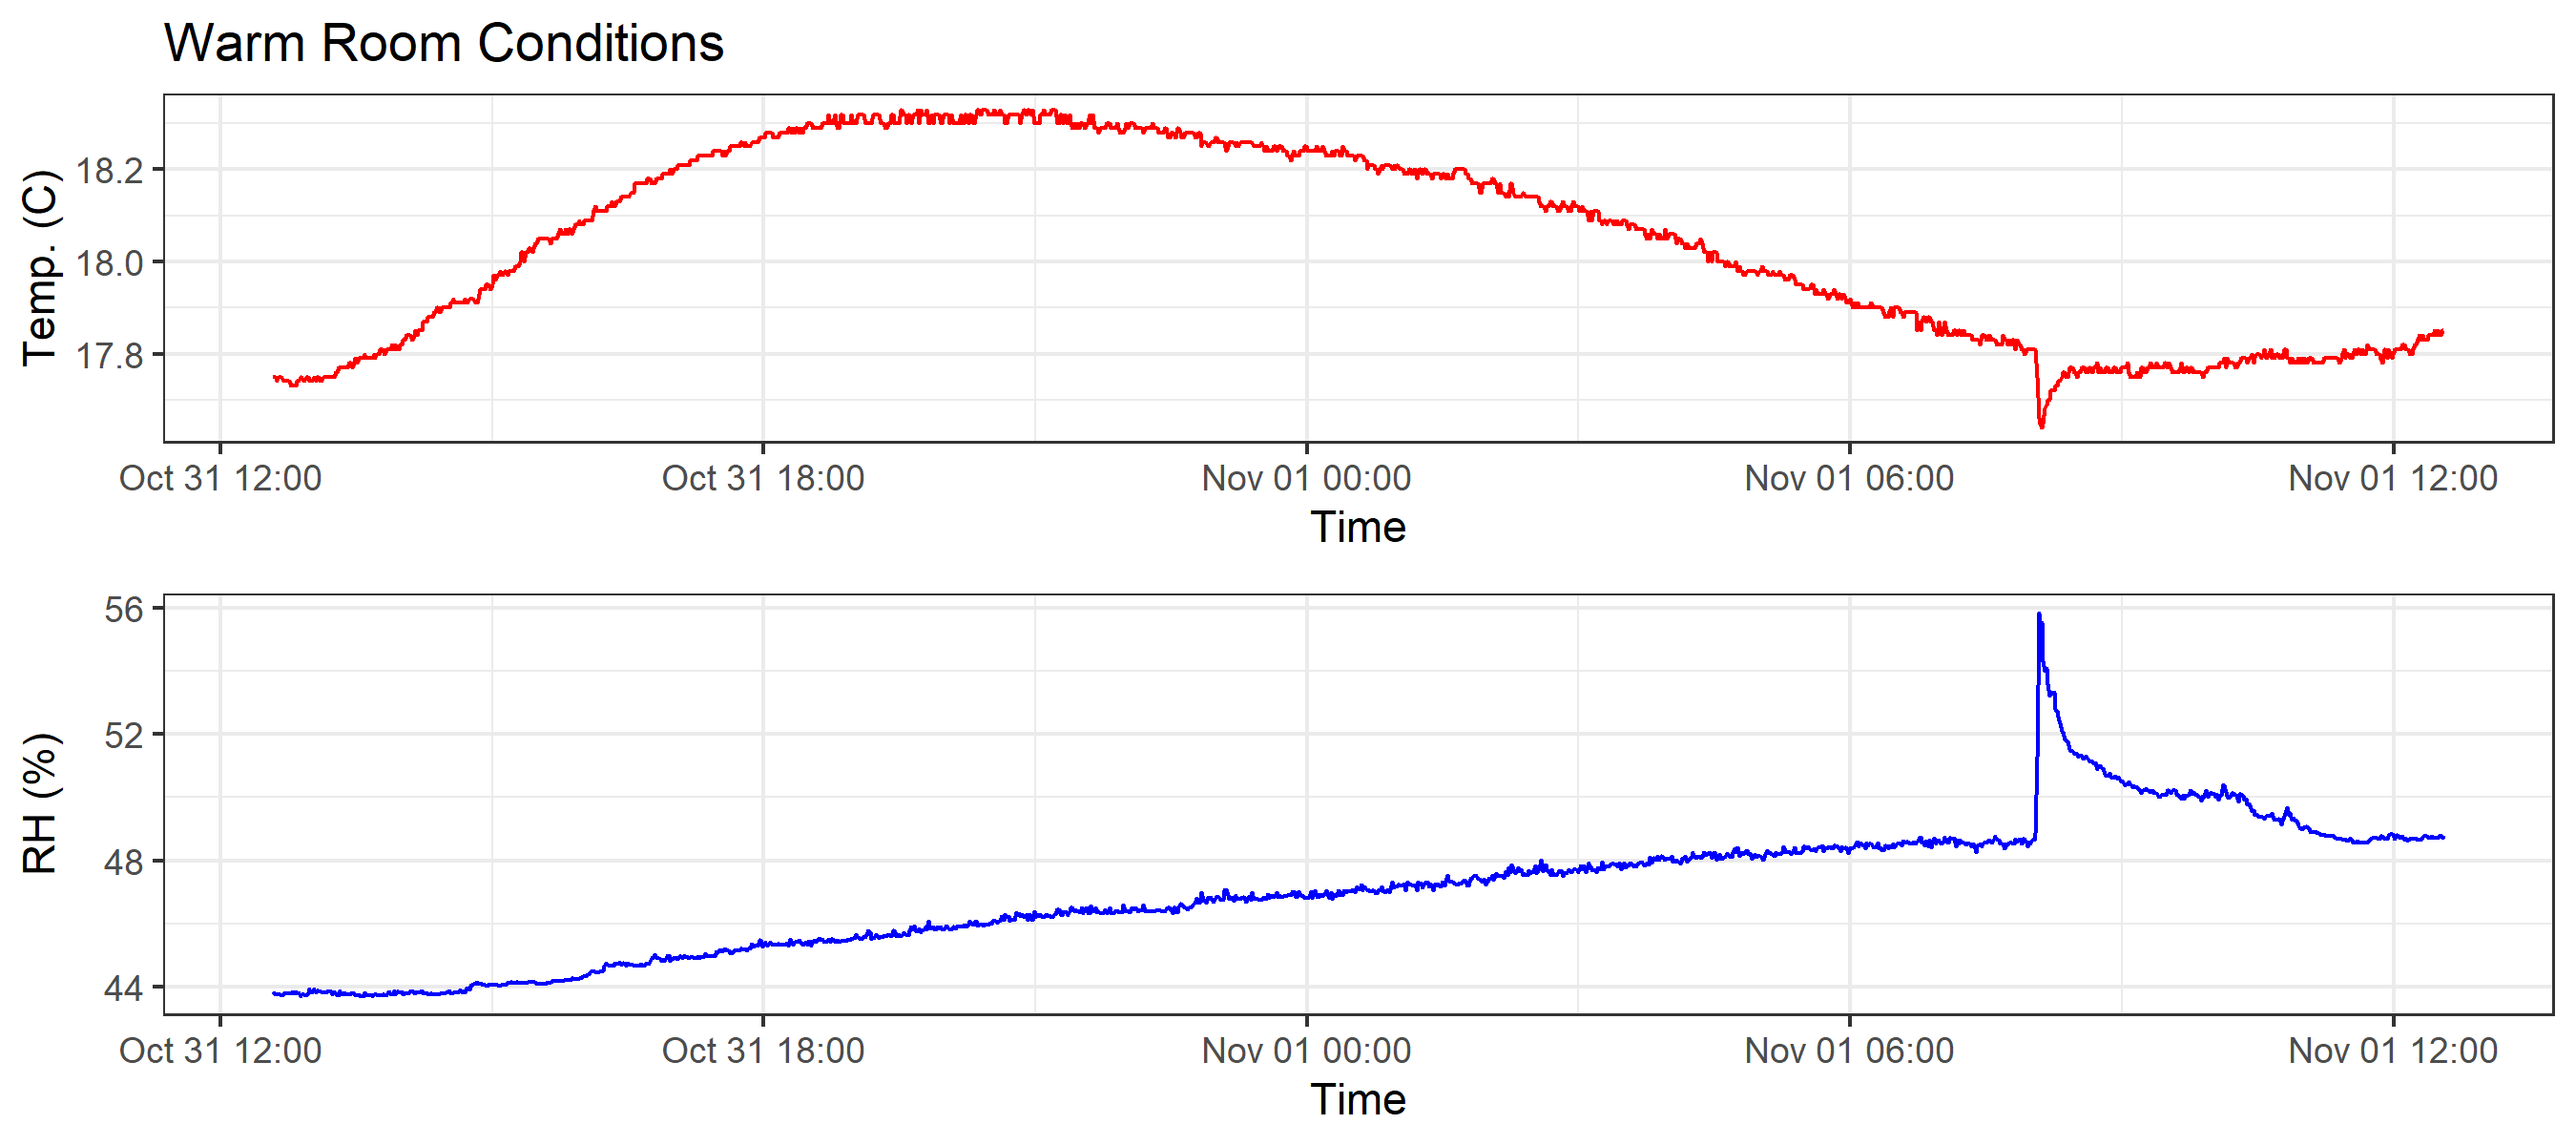 Warm Room Conditions
Temp. (C)
18.2
18.0
17.8
Oct 31 12:00 Oct 31 18:00 Nov 01 00:00 Nov 01 06:00 Nov 01 12:00
Time
RH (%)
56
52
48
44
Oct 31 12:00 Oct 31 18:00 Nov 01 00:00 Nov 01 06:00 Nov 01 12:00
Time